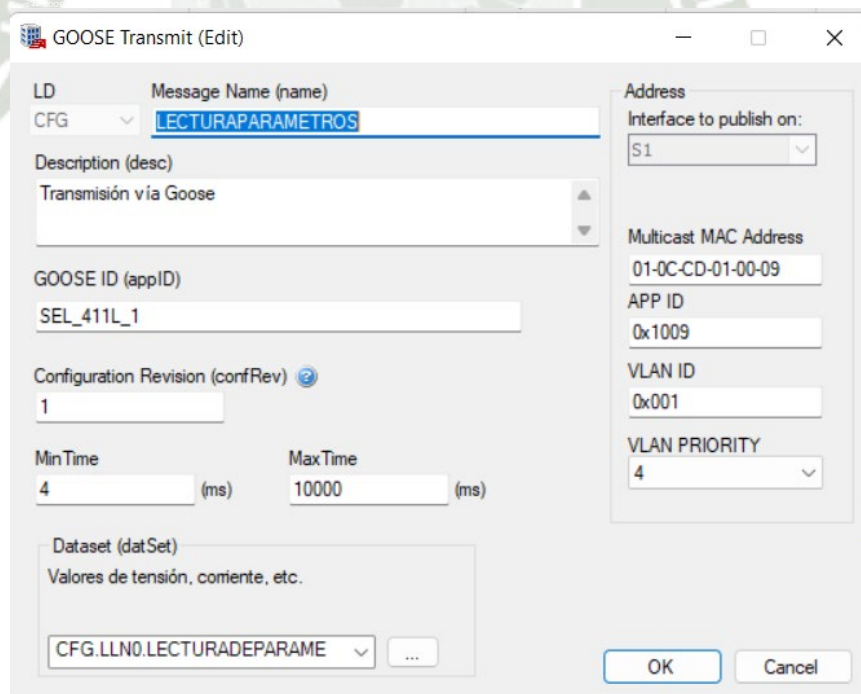 GOOSE Transmit (Edit)
LD
Message Name (name)
CFG
LECTURAPARAMETROS
Description (desc)
Transmisión vía Goose
GOOSE ID (appID)
SEL_411L_1
Configuration Revision (confRev)
1
MinTime
MaxTime
4
(ms)
10000
(ms)
Dataset (datSet)
Valores de tensión, corriente, etc.
CFG.LLN0.LECTURADEPARAME
...
Address
Interface to publish on:
S1
Multicast MAC Address
01-0C-CD-01-00-09
APP ID
0x1009
VLAN ID
0x001
VLAN PRIORITY
4
OK
Cancel